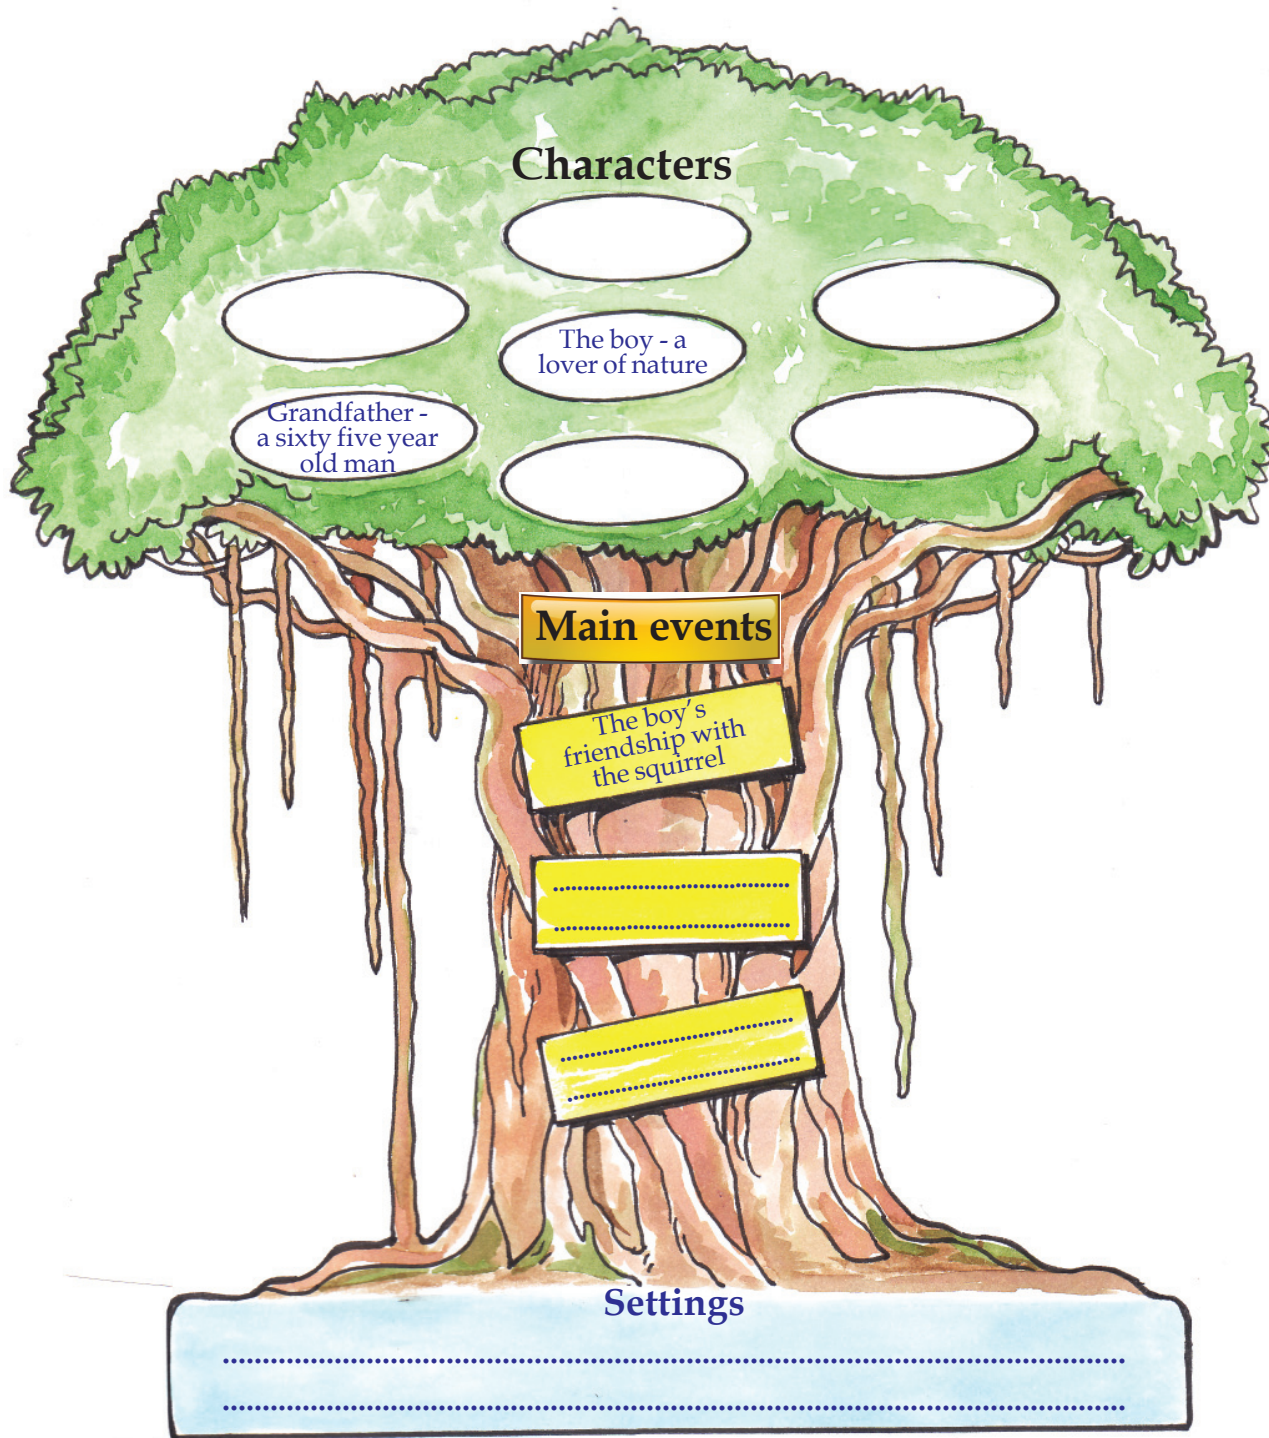 Characters
The boy - a
lover of nature
Grandfather -
a sixty five year
old man
Main events
The boy's
friendship with
the squirrel
Settings